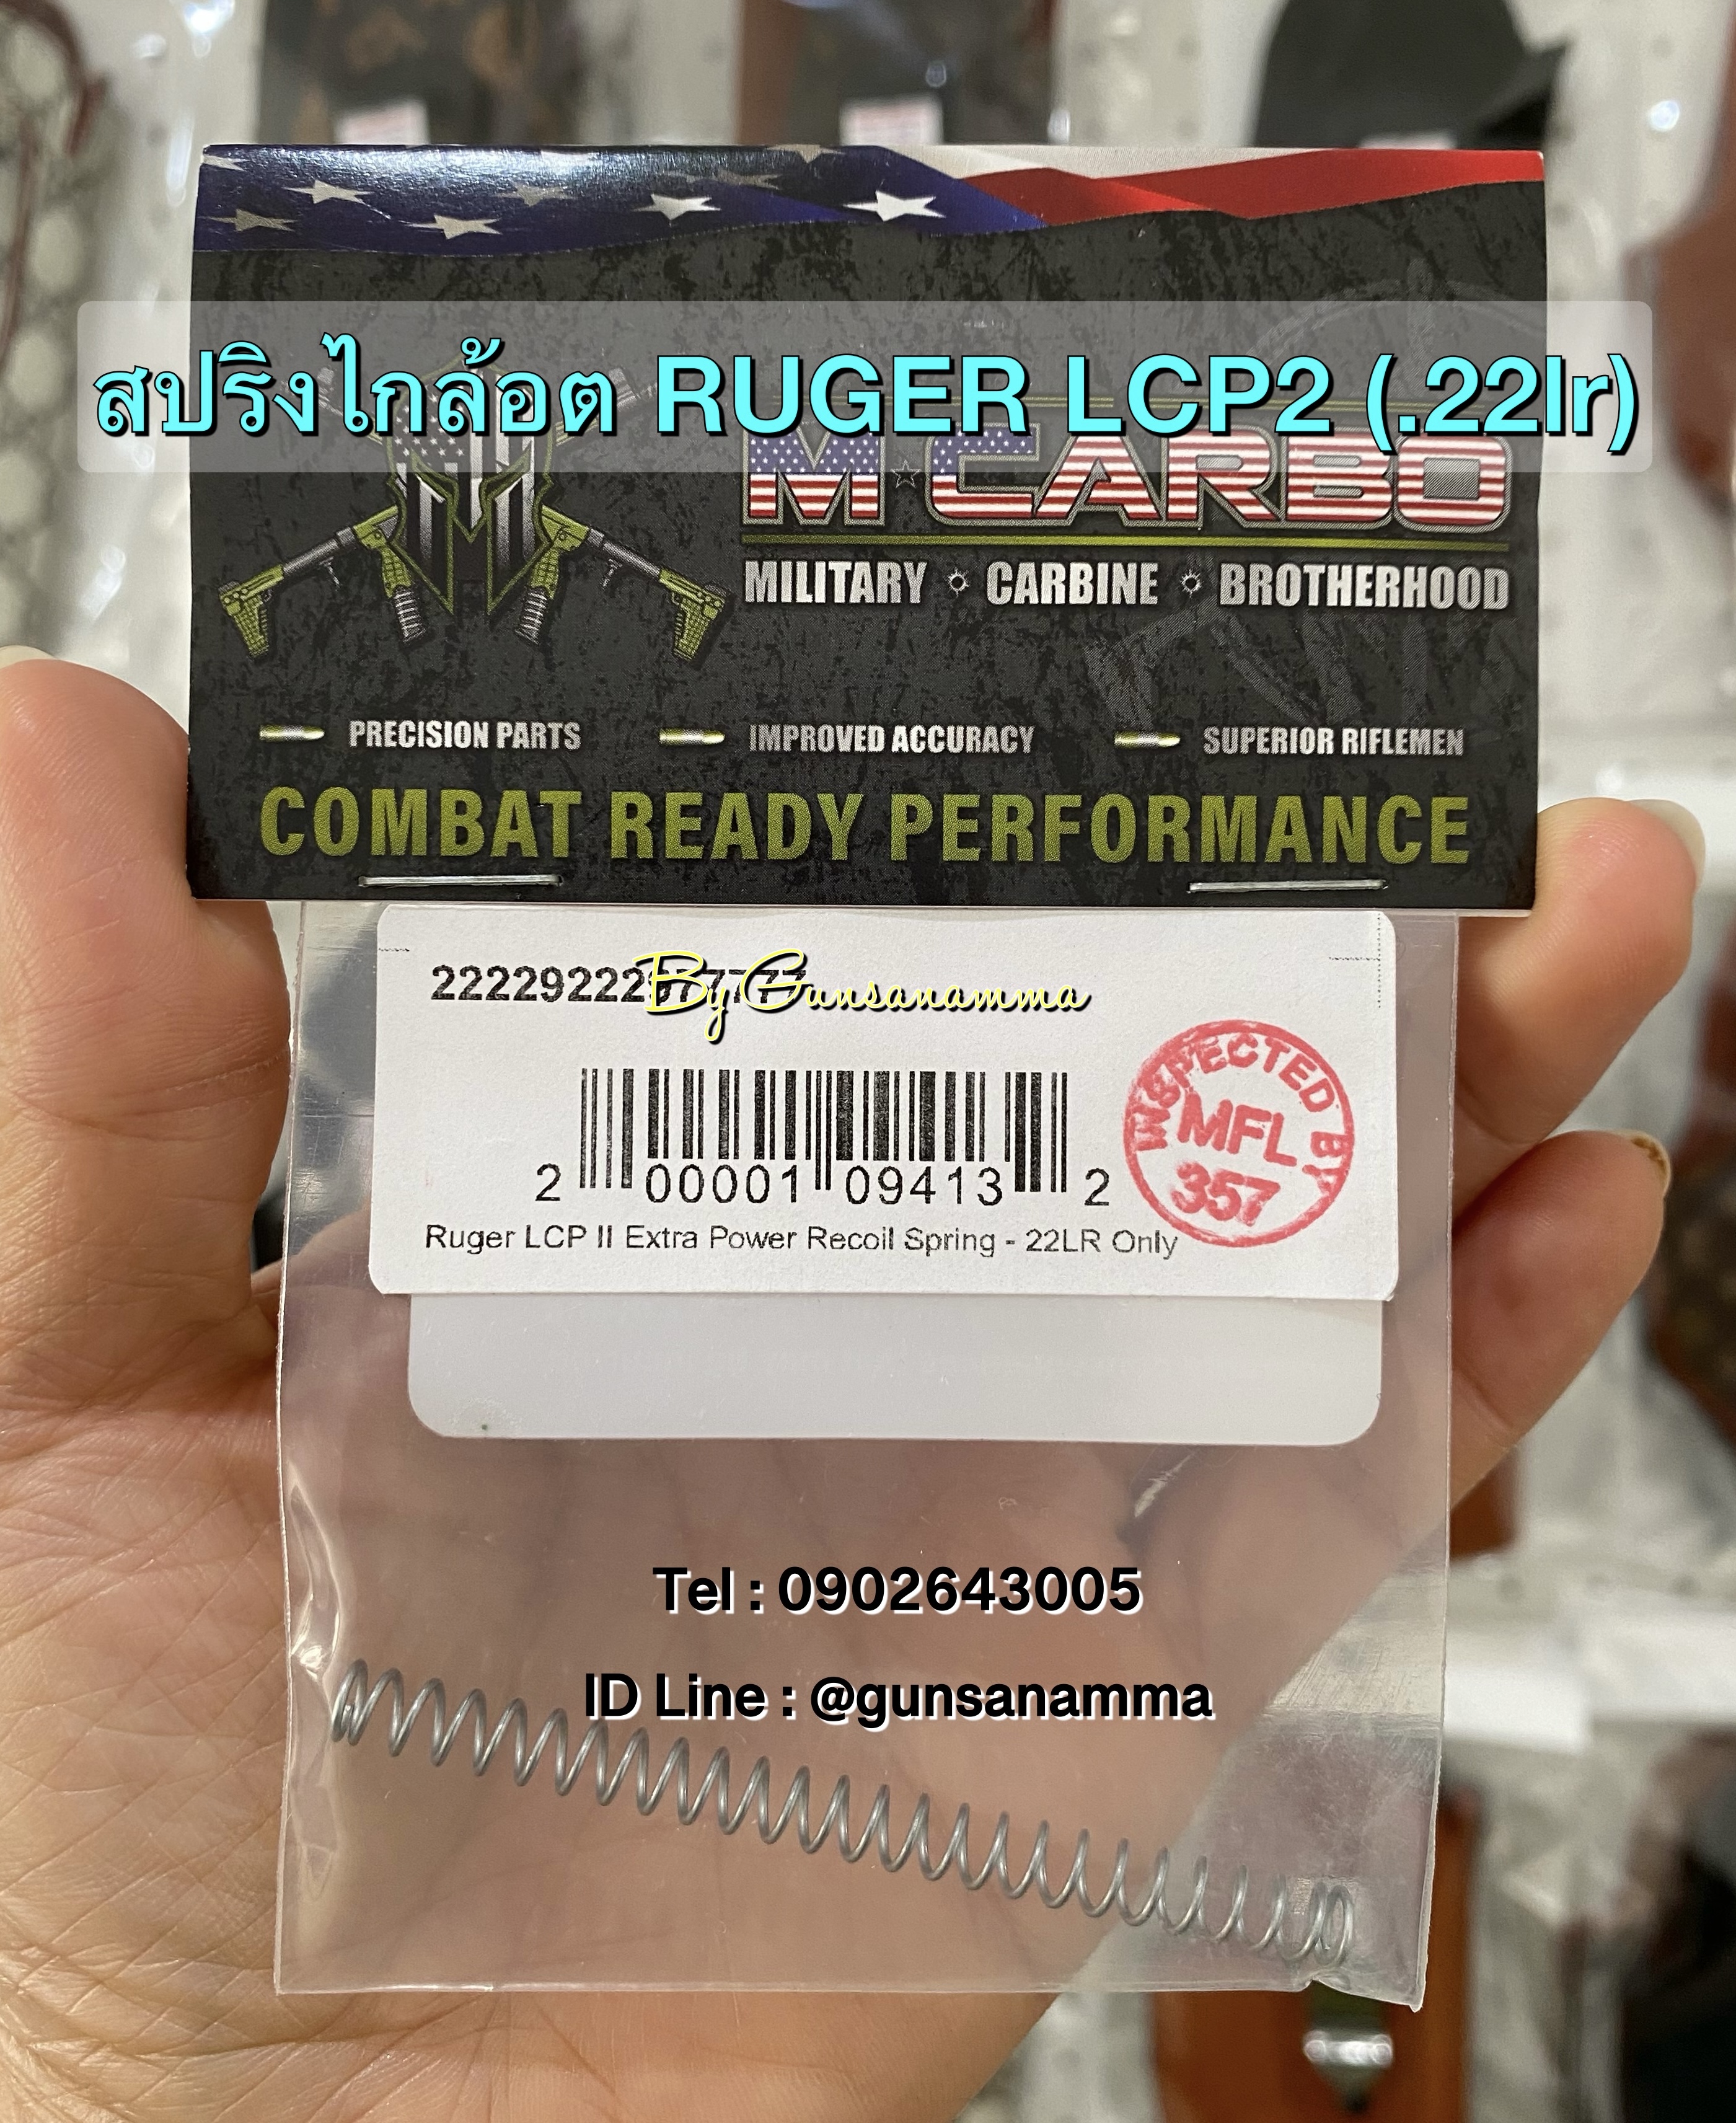 สปริงไกล้อต RUGER LCP2 (.22lr)
M☆CARBO
MILITARY CARBINE BROTHERHOOD
PRECISION PARTS IMPROVED ACCURACY SUPERIOR RIFLEMEN
COMBAT READY PERFORMANCE
By Gunsanamma
INSPECTED BY
MFL
357
2 00001 09413 2
Ruger LCP II Extra Power Recoil Spring - 22LR Only
Tel : 0902643005
ID Line : @gunsanamma